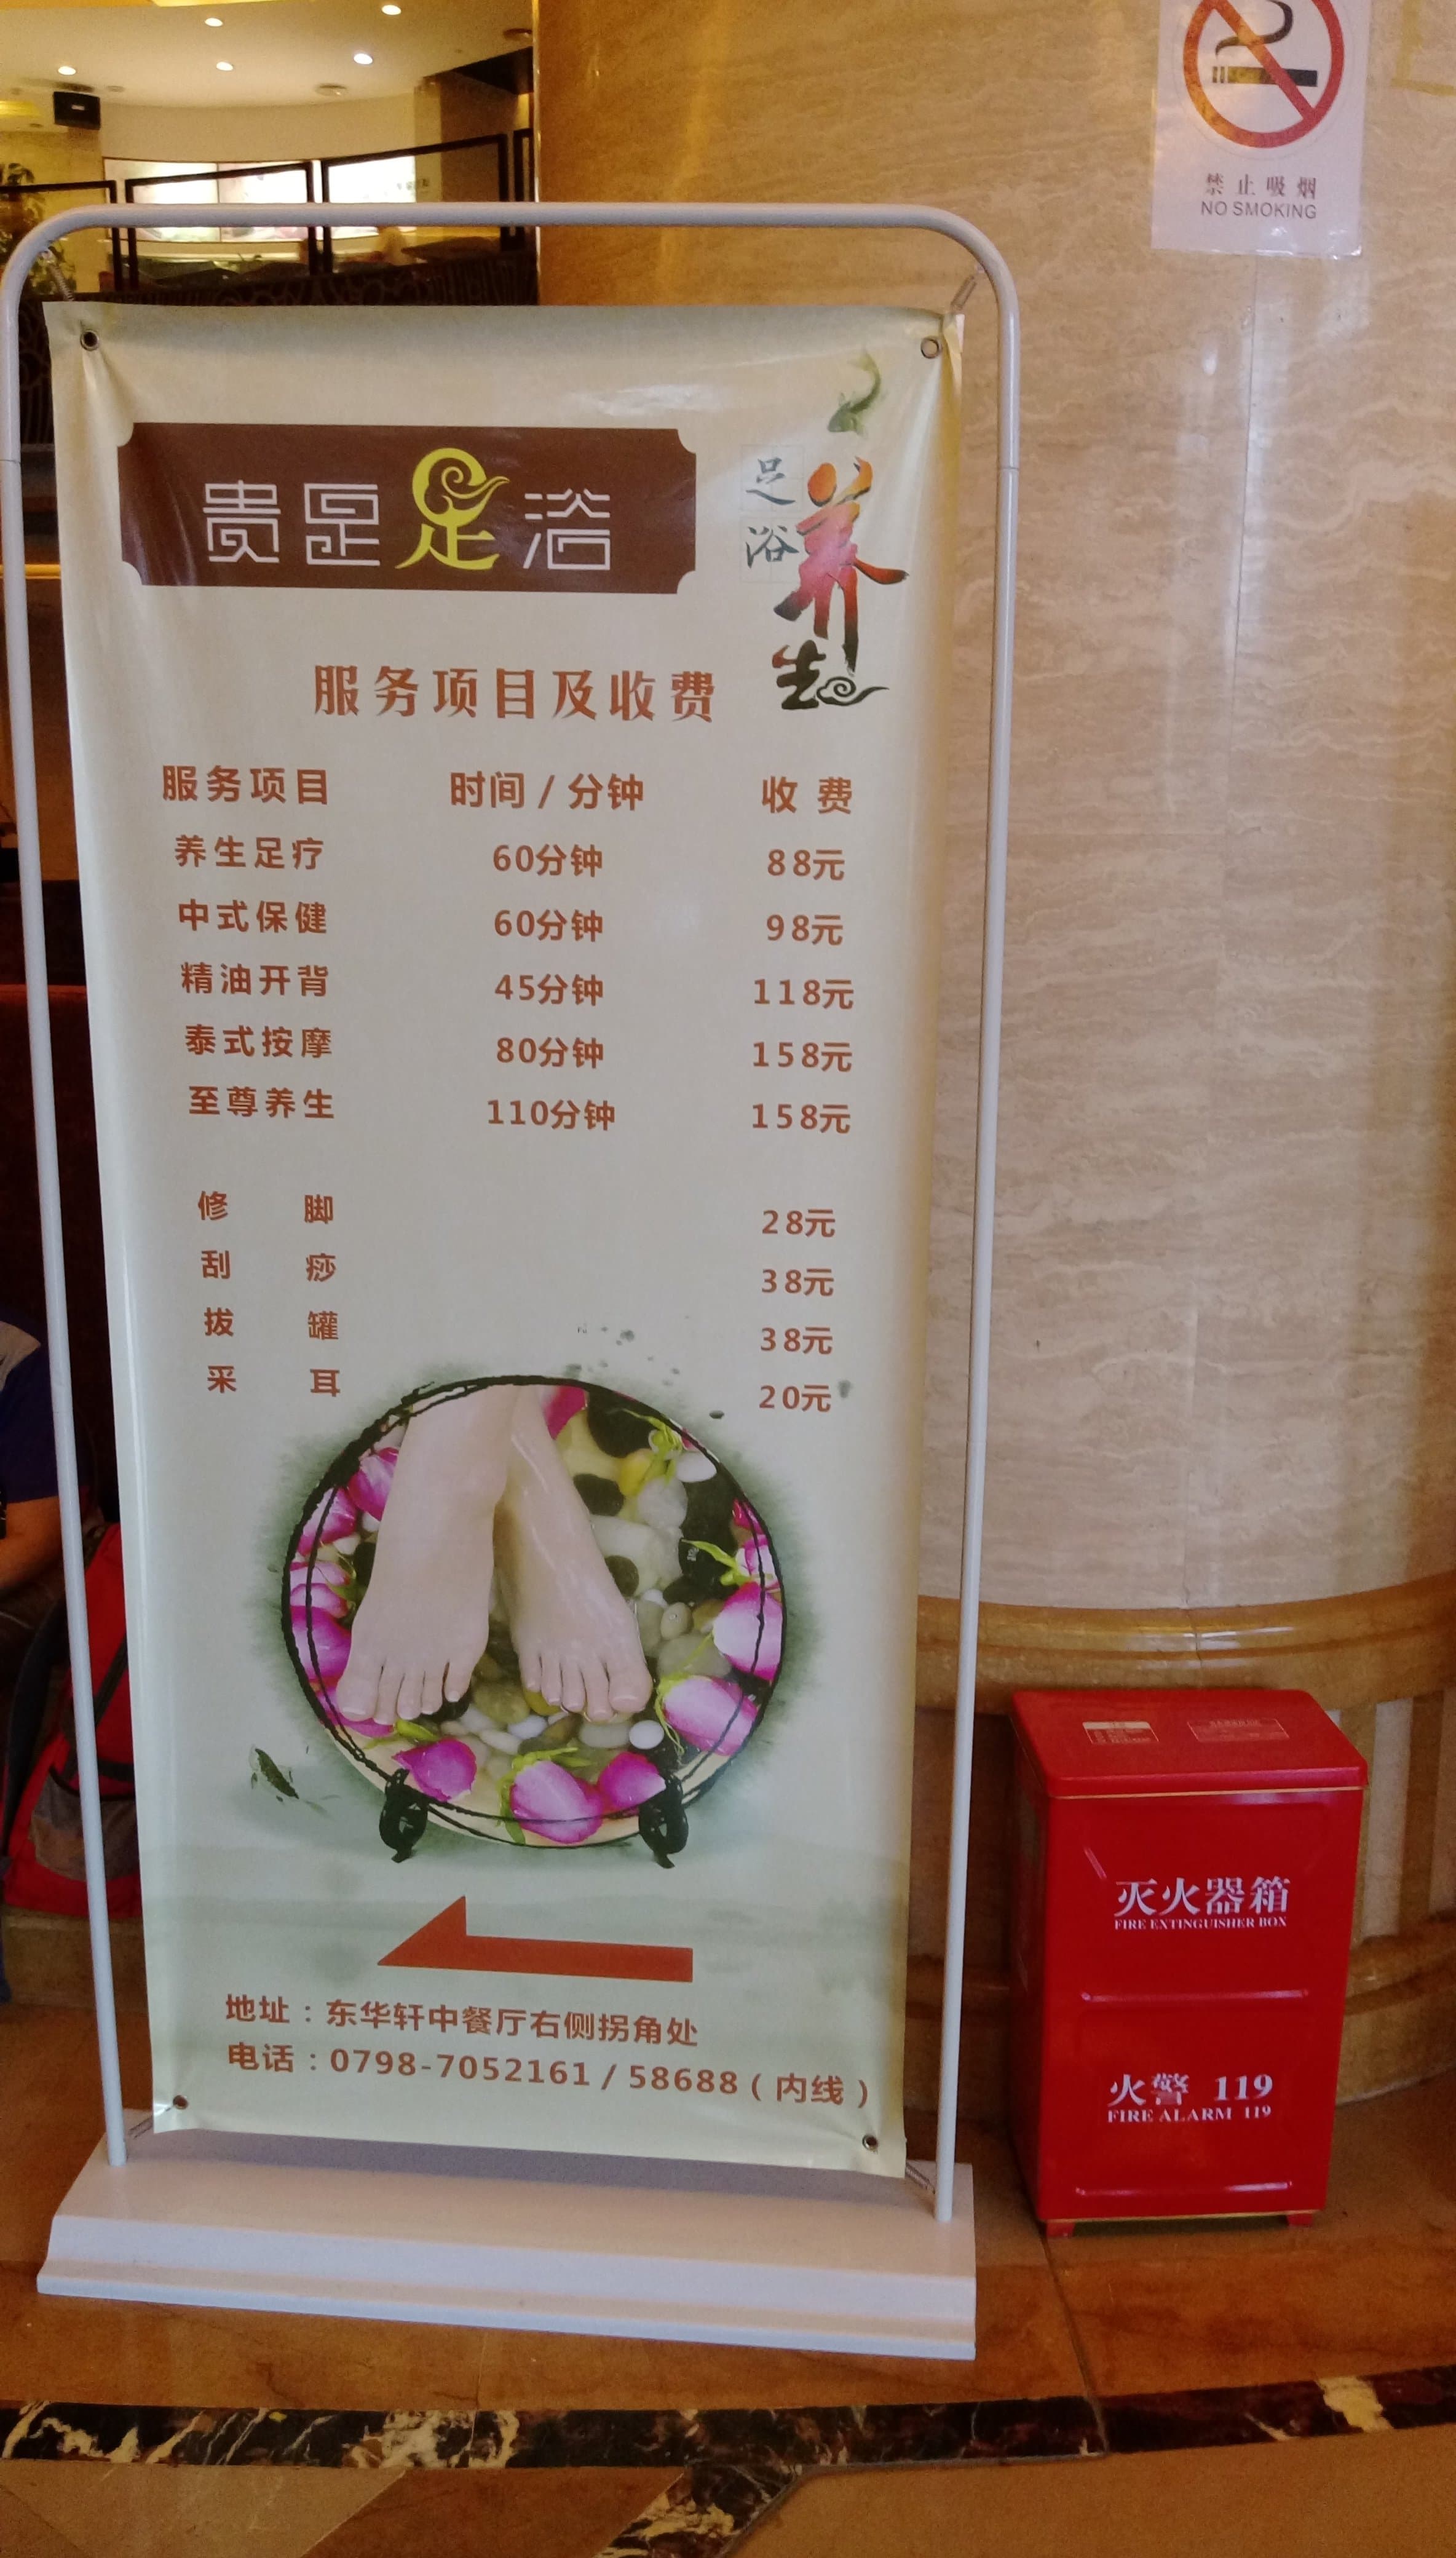 禁止吸烟
NO SMOKING
贵足足浴
足浴
养生
服务项目及收费
服务项目 时间/分钟 收费
养生足疗 60分钟 88元
中式保健 60分钟 98元
精油开背 45分钟 118元
泰式按摩 80分钟 158元
至尊养生 110分钟 158元
修脚 28元
刮痧 38元
拔罐 38元
采耳 20元
地址：东华轩中餐厅右侧拐角处
电话：0798-7052161/58688(内线)
灭火器箱
FIRE EXTINGUISHER BOX
火警 119
FIRE ALARM 119